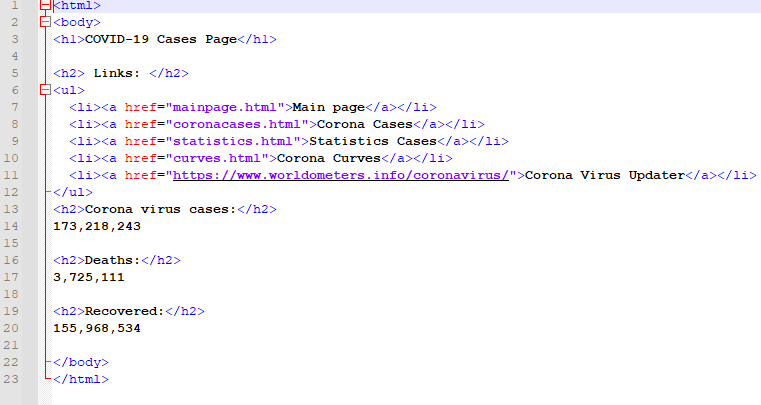 1 <html>
2 <body>
3 <h1>COVID-19 Cases Page</h1>
4
5 <h2> Links: </h2>
6 <ul>
7 <li><a href="mainpage.html">Main page</a></li>
8 <li><a href="coronacases.html">Corona Cases</a></li>
9 <li><a href="statistics.html">Statistics Cases</a></li>
10 <li><a href="curves.html">Corona Curves</a></li>
11 <li><a href="https://www.worldometers.info/coronavirus/">Corona Virus Updater</a></li>
12 </ul>
13 <h2>Corona virus cases:</h2>
14 173,218,243
15
16 <h2>Deaths:</h2>
17 3,725,111
18
19 <h2>Recovered:</h2>
20 155,968,534
21
22 </body>
23 </html>